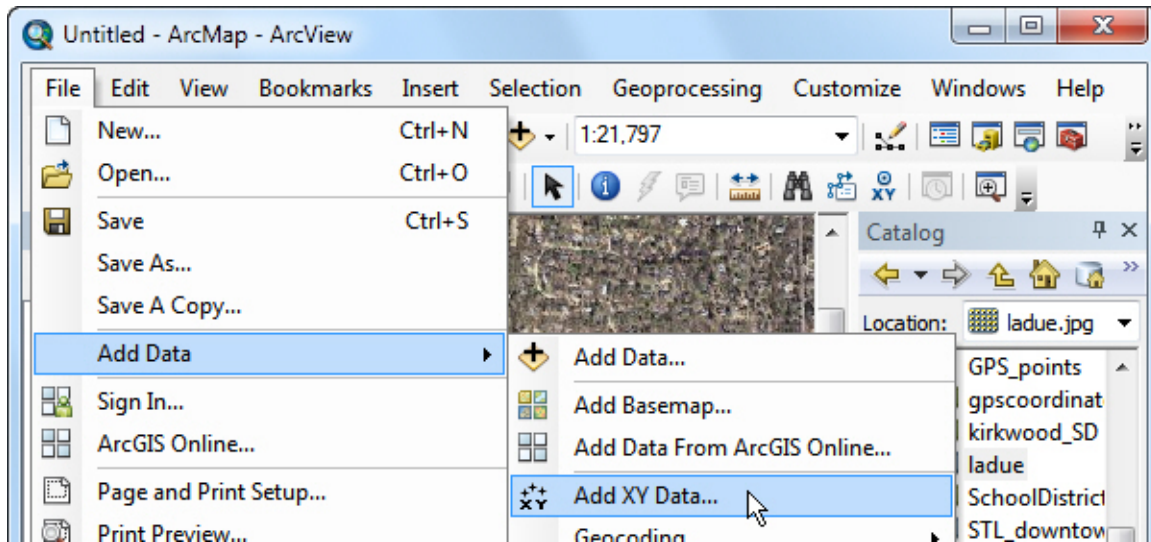 Untitled - ArcMap - ArcView
File Edit View Bookmarks Insert Selection Geoprocessing Customize Windows Help
New... Ctrl+N
1:21,797
Open... Ctrl+O
XY
Save Ctrl+S
Catalog
Save As...
Save A Copy...
Location: ladue.jpg
Add Data
Add Data...
GPS_points
Sign In...
Add Basemap...
gpscoordinat
kirkwood_SD
ArcGIS Online...
Add Data From ArcGIS Online...
ladue
Page and Print Setup...
XY Add XY Data...
SchoolDistrict
Print Preview...
Geocoding
STL_downtow